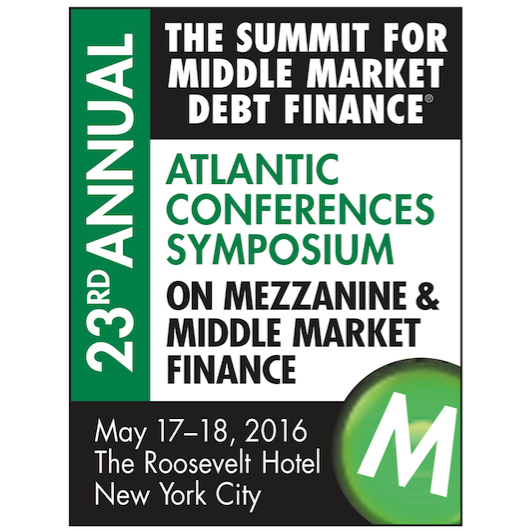 23RD ANNUAL
THE SUMMIT FOR
MIDDLE MARKET
DEBT FINANCE®
ATLANTIC
CONFERENCES
SYMPOSIUM
ON MEZZANINE &
MIDDLE MARKET
FINANCE
May 17–18, 2016
The Roosevelt Hotel
New York City
M